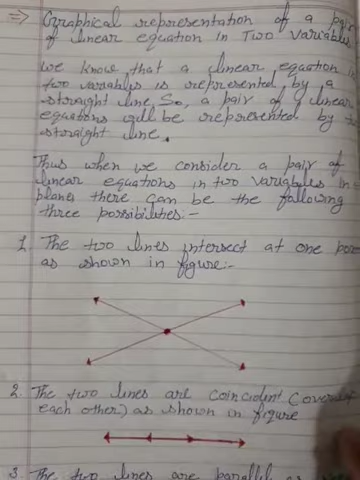 ⇒ Graphical representation of a pair
of linear equation in Two variables
We know that a linear equation in
two variables is represented by a
straight line, So, a pair of linear
equations will be represented by
straight line.
Thus when we consider a pair of
linear equations in two variables in
planes there can be the following
three possibilities:-
1. The two lines intersect at one
as shown in figure:-
2. The two lines are coincident (
each other) as shown in figure
3. The two lines are parallel as